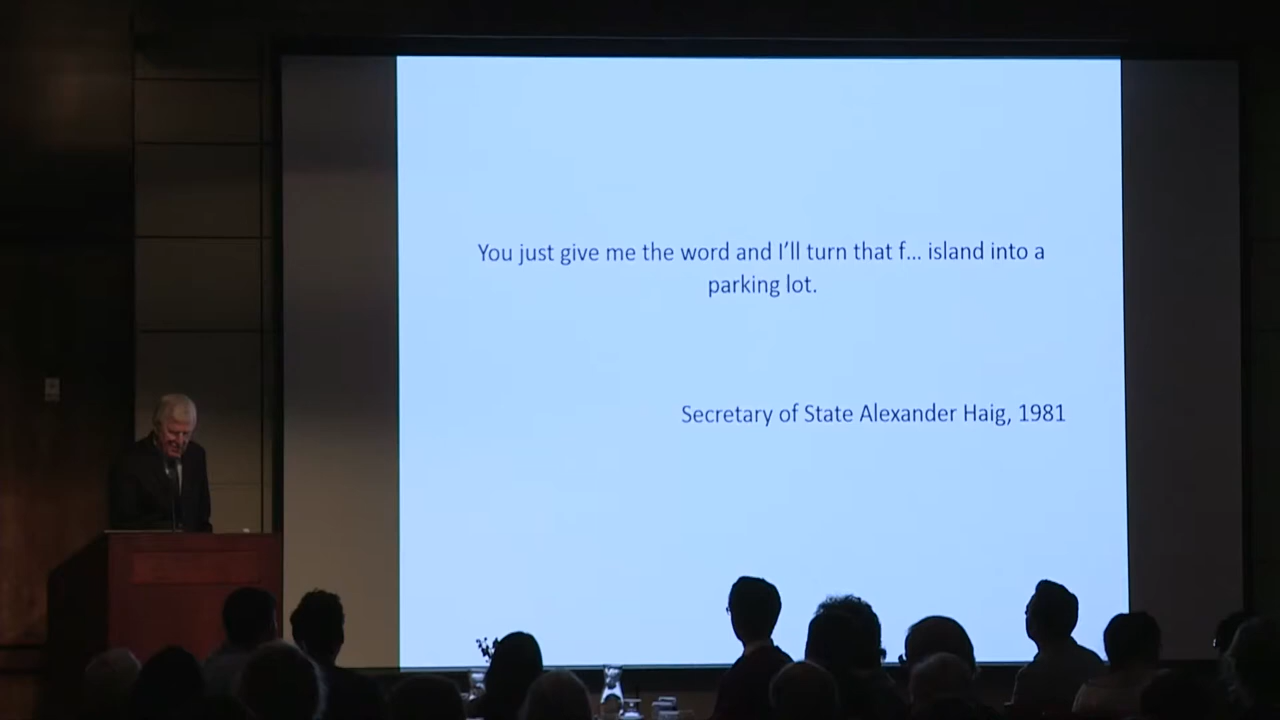 You just give me the word and I’ll turn that f... island into a
parking lot.
Secretary of State Alexander Haig, 1981